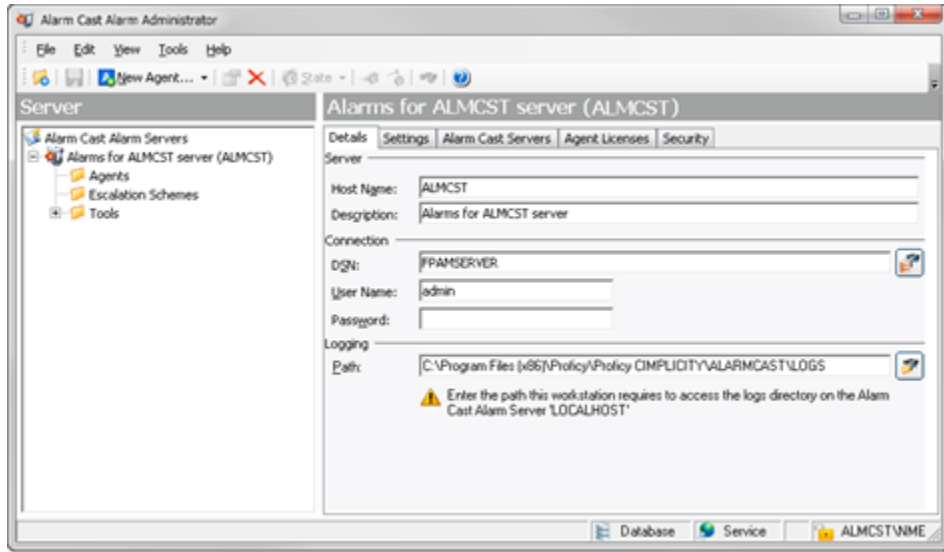 Alarm Cast Alarm Administrator
File Edit View Tools Help
New Agent... State
Server
Alarms for ALMCST server (ALMCST)
Alarm Cast Alarm Servers
Alarms for ALMCST server (ALMCST)
Agents
Escalation Schemes
Tools
Details Settings Alarm Cast Servers Agent Licenses Security
Server
Host Name: ALMCST
Description: Alarms for ALMCST server
Connection
DSN: FPAMSERVER
User Name: admin
Password:
Logging
Path: C:\Program Files (x86)\Proficy\Proficy CIMPLICITY\ALARMCAST\LOGS
Enter the path this workstation requires to access the logs directory on the Alarm
Cast Alarm Server 'LOCALHOST'
Database Service ALMCST\NME